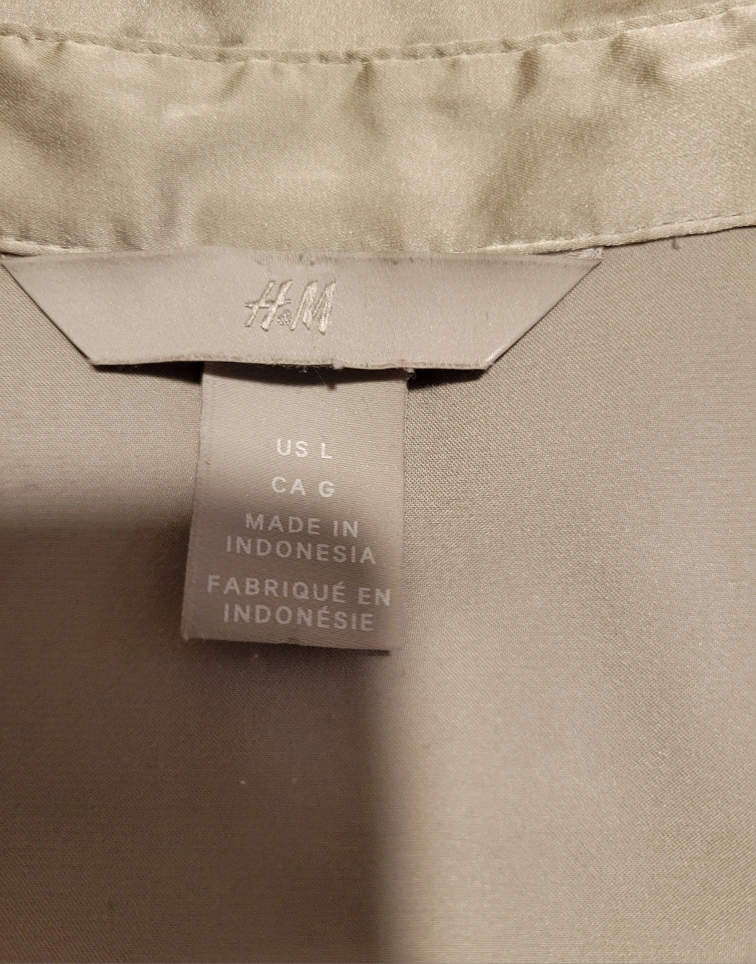 H&M
US L
CA G
MADE IN
INDONESIA
FABRIQUÉ EN
INDONÉSIE